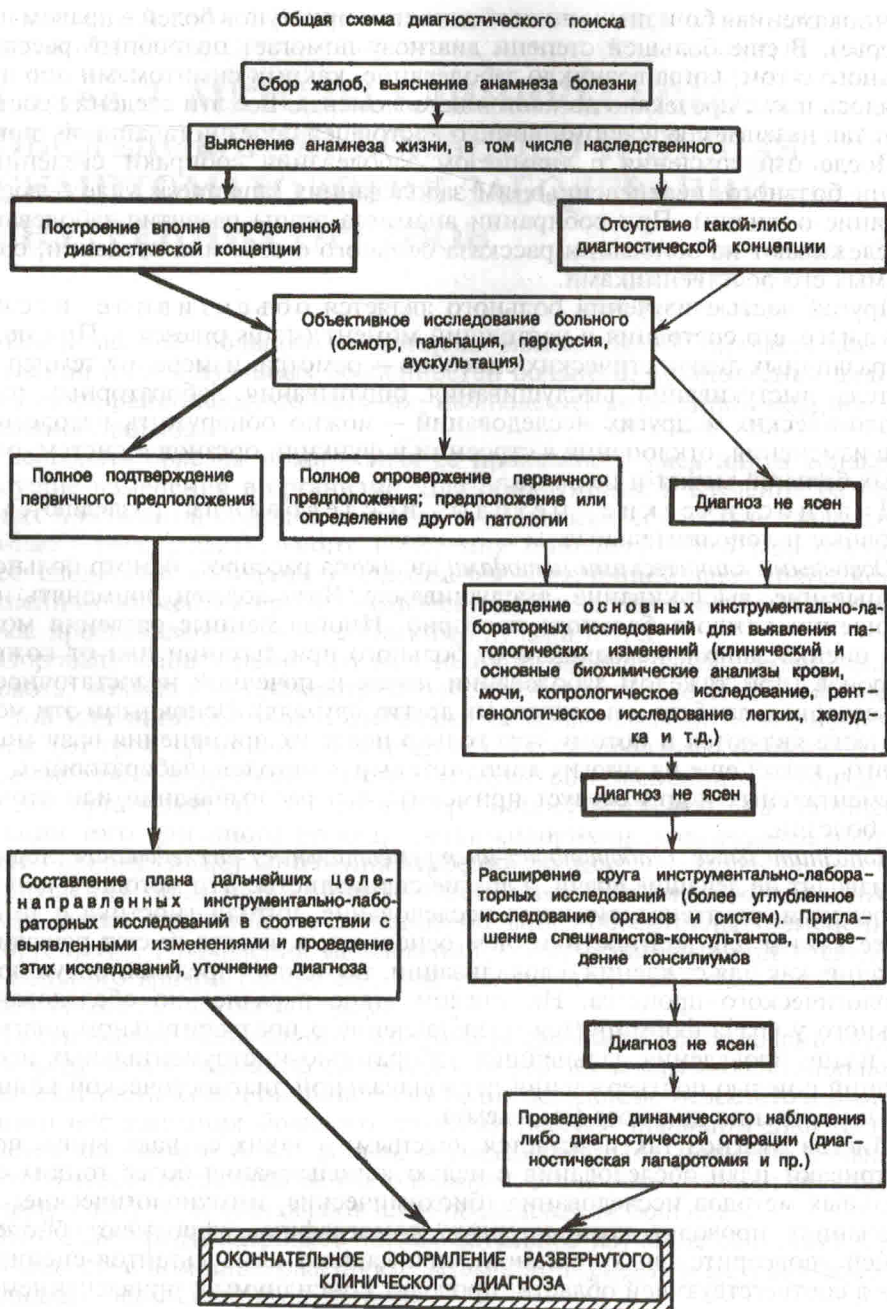 Общая схема диагностического поиска
Сбор жалоб, выяснение анамнеза болезни
Выяснение анамнеза жизни, в том числе наследственного
Построение вполне определенной
диагностической концепции
Отсутствие какой-либо
диагностической концепции
Объективное исследование больного
(осмотр, пальпация, перкуссия,
аускультация)
Полное подтверждение
первичного предположения
Полное опровержение первичного
предположения; предположительное
определение другой патологии
Диагноз не ясен
Проведение основных инструментально-ла-
бораторных исследований для выявления па-
тологических изменений (клинический и
основные биохимические анализы крови,
мочи, копрологическое исследование, рент-
генологическое исследование легких, желуд-
ка и т.д.)
Диагноз не ясен
Составление плана дальнейших целе-
направленных инструментально-лабо-
раторных исследований в соответствии с
выявленными изменениями и проведение
этих исследований, уточнение диагноза
Расширение круга инструментально-лабора-
торных исследований (более углубленное
исследование органов и систем), Пригла-
шение специалистов-консультантов, прове-
дение консилиумов
Диагноз не ясен
Проведение динамического наблюдения
либо диагностической операции (диаг-
ностическая лапаротомия и пр.)
ОКОНЧАТЕЛЬНОЕ ОФОРМЛЕНИЕ РАЗВЕРНУТОГО
КЛИНИЧЕСКОГО ДИАГНОЗА